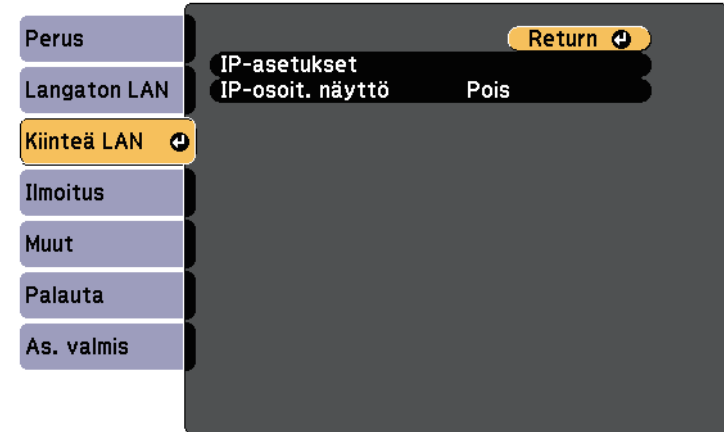 Perus
Langaton LAN
Kiinteä LAN
Ilmoitus
Muut
Palauta
As. valmis
Return
IP-asetukset
IP-osoit. näyttö Pois